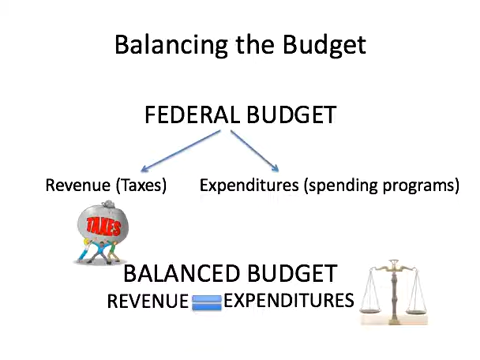 Balancing the Budget
FEDERAL BUDGET
Revenue (Taxes) Expenditures (spending programs)
TAXES
BALANCED BUDGET
REVENUE = EXPENDITURES